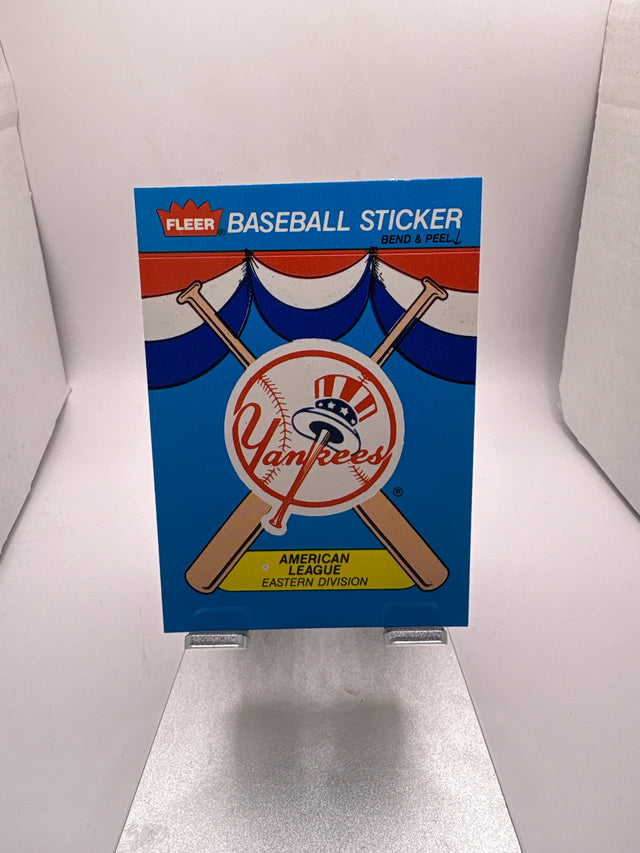 FLEER® BASEBALL STICKER
BEND & PEEL
Yankees
®
AMERICAN
LEAGUE
EASTERN DIVISION